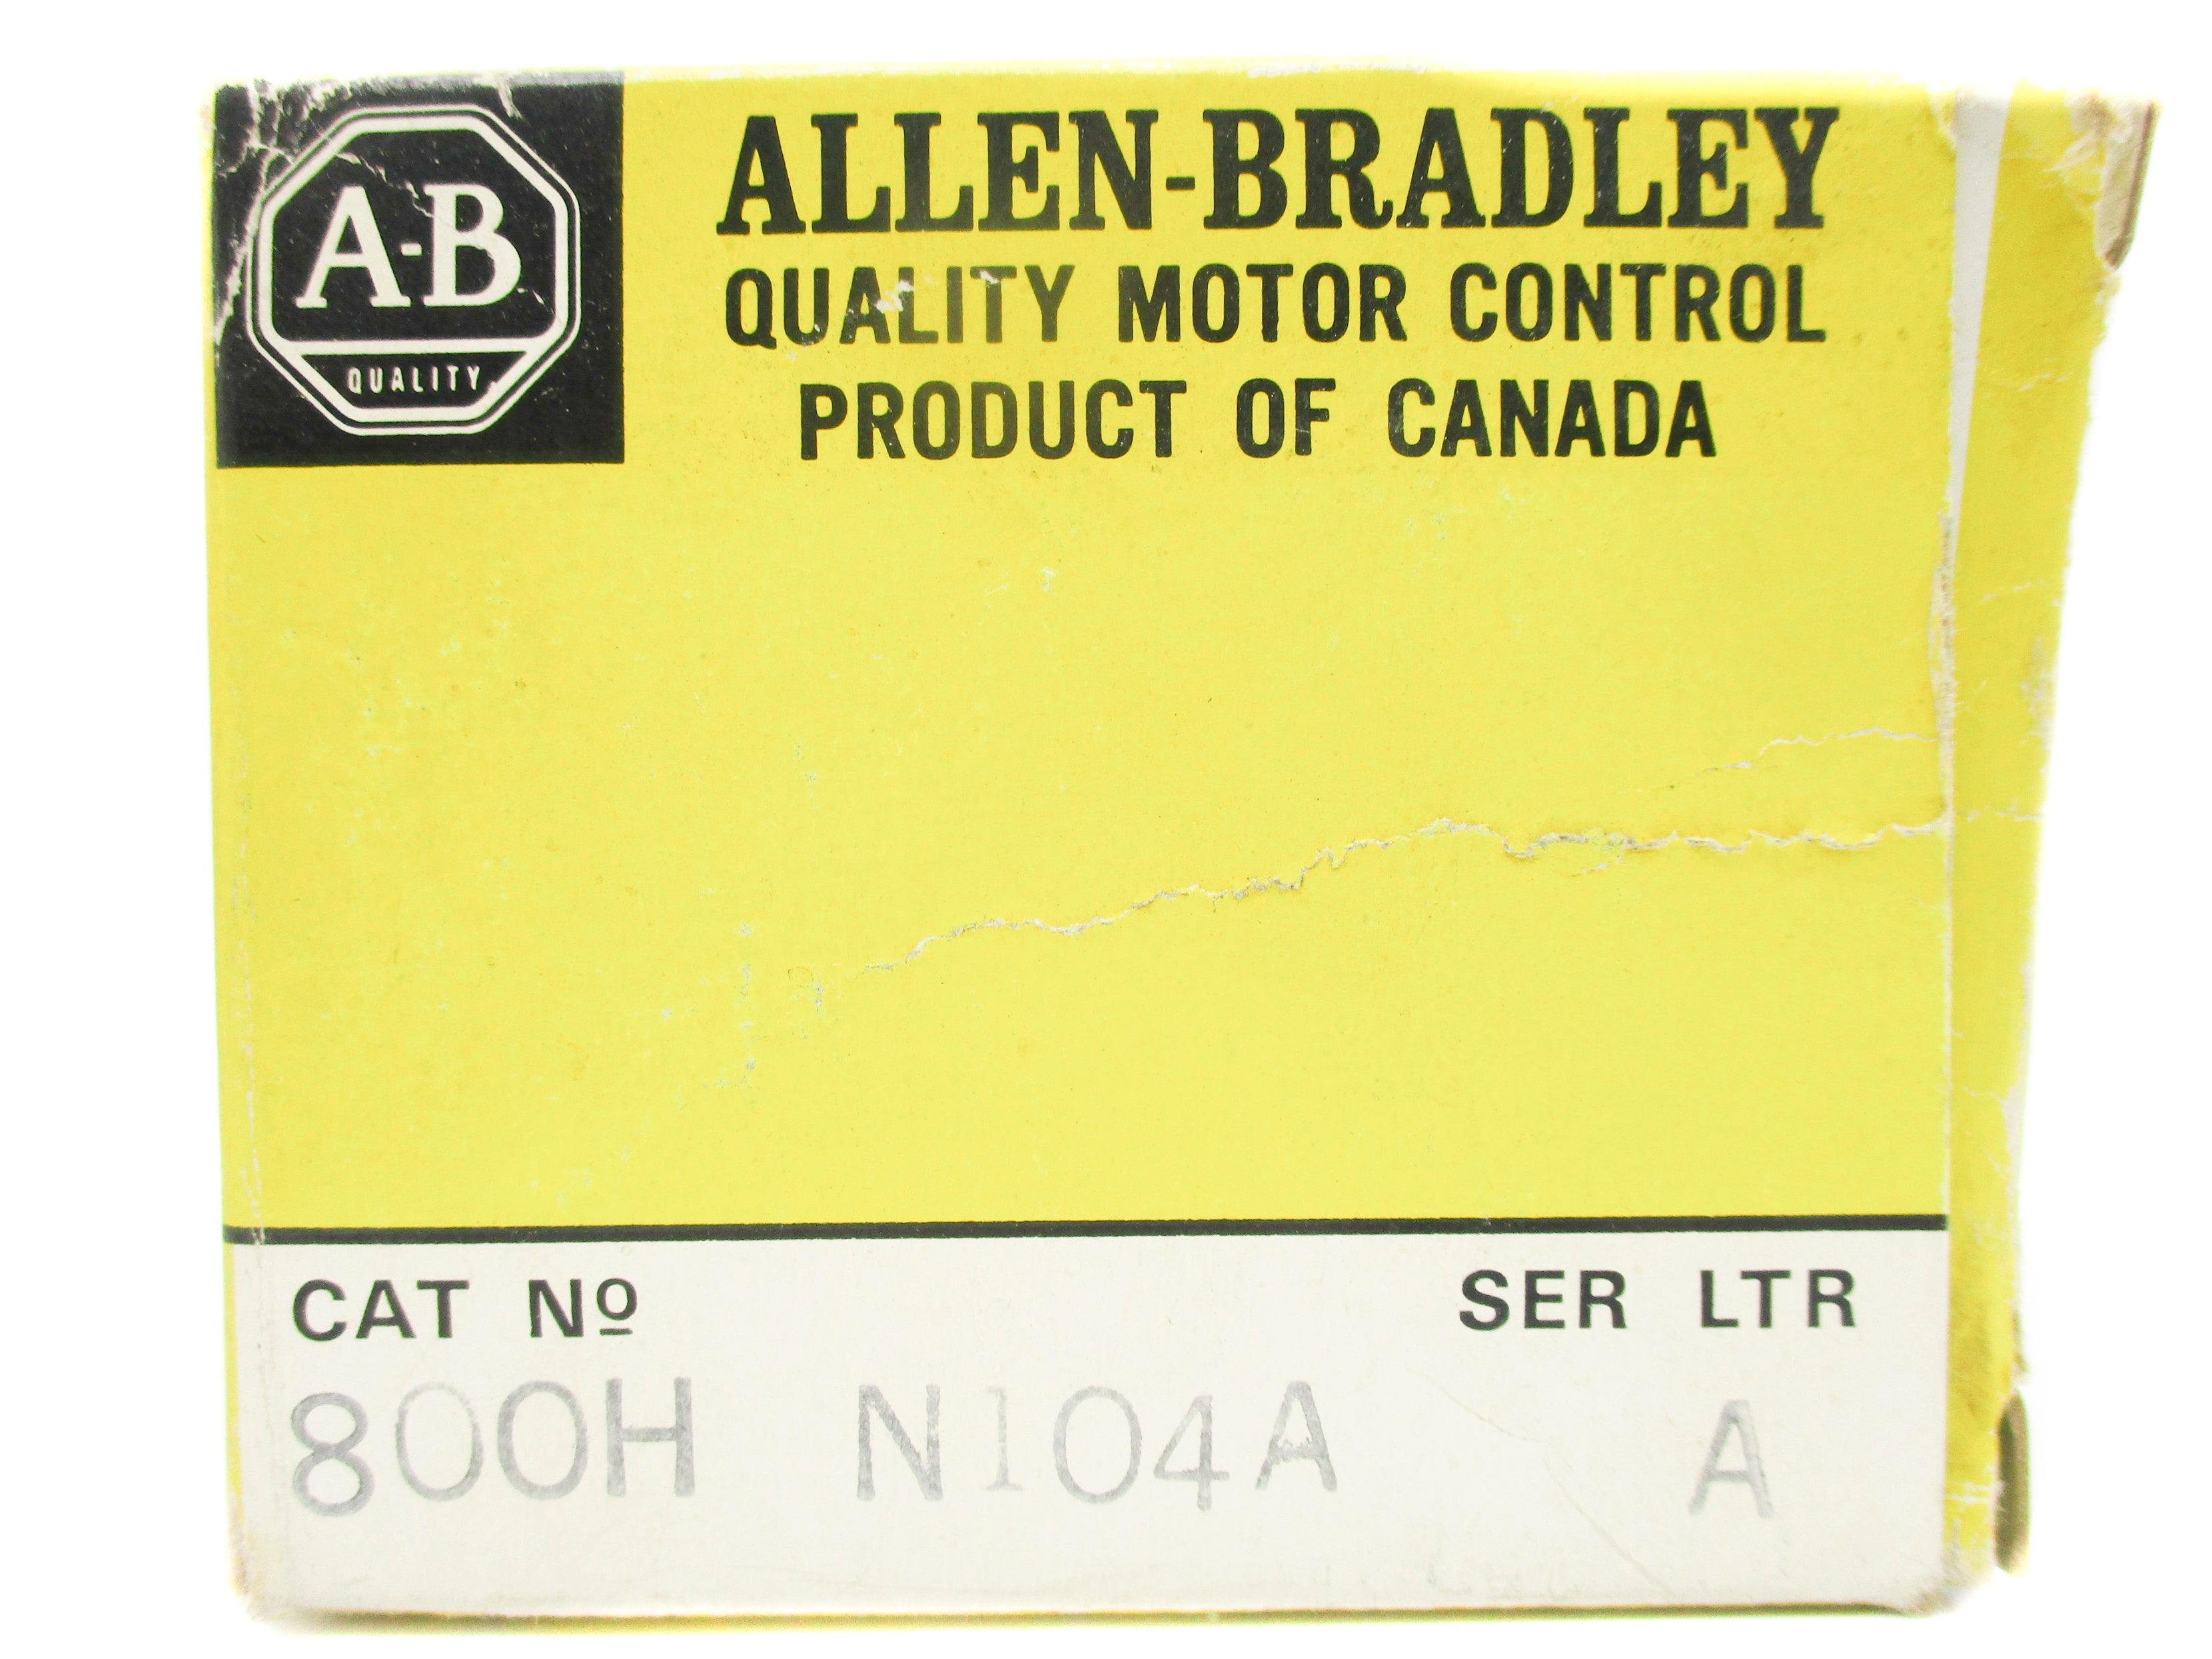 A-B
QUALITY
ALLEN-BRADLEY
QUALITY MOTOR CONTROL
PRODUCT OF CANADA
CAT Nº SER LTR
800H N104A A